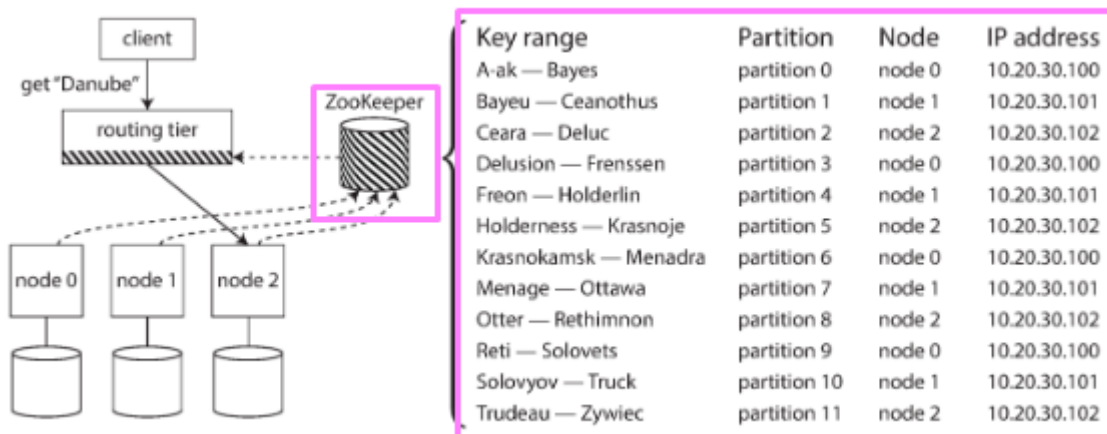 client
get "Danube"
routing tier
ZooKeeper
node 0 node 1 node 2
Key range Partition Node IP address
A-ak — Bayes partition 0 node 0 10.20.30.100
Bayeu — Ceanothus partition 1 node 1 10.20.30.101
Ceara — Deluc partition 2 node 2 10.20.30.102
Delusion — Frenssen partition 3 node 0 10.20.30.100
Freon — Holderlin partition 4 node 1 10.20.30.101
Holderness — Krasnoje partition 5 node 2 10.20.30.102
Krasnokamsk — Menadra partition 6 node 0 10.20.30.100
Menage — Ottawa partition 7 node 1 10.20.30.101
Otter — Rethimnon partition 8 node 2 10.20.30.102
Reti — Solovets partition 9 node 0 10.20.30.100
Solovyov — Truck partition 10 node 1 10.20.30.101
Trudeau — Zywiec partition 11 node 2 10.20.30.102